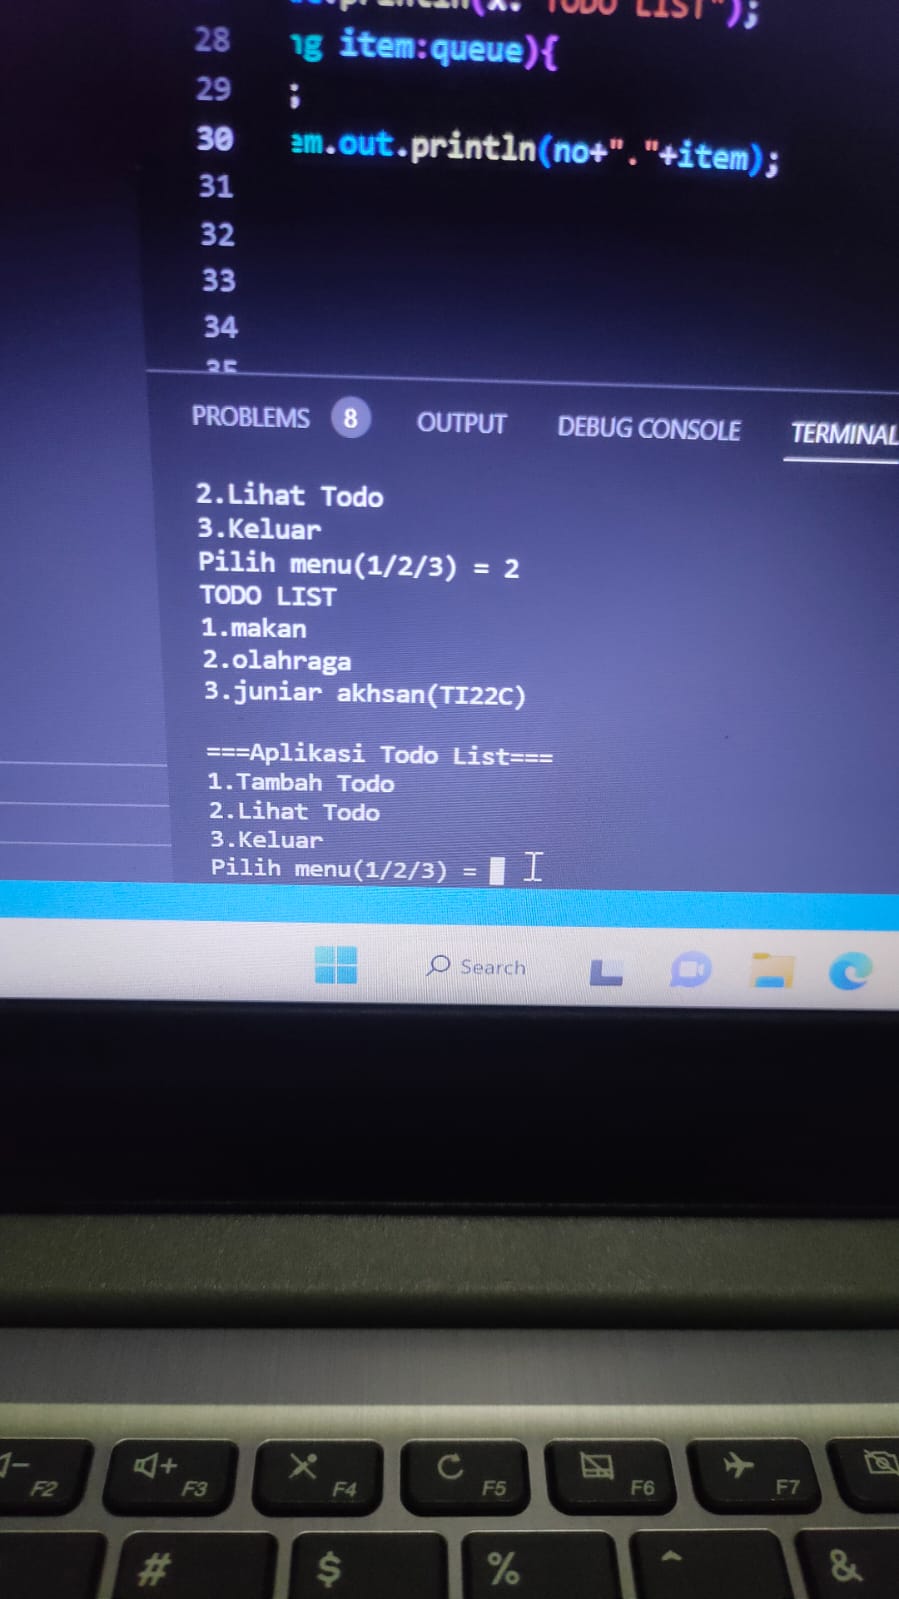 println(x: "TODO LIST");
28 ng item:queue){
29 ;
30 em.out.println(no+"."+item);
31
32
33
34
35
PROBLEMS 8 OUTPUT DEBUG CONSOLE TERMINAL
2.Lihat Todo
3.Keluar
Pilih menu(1/2/3) = 2
TODO LIST
1.makan
2.olahraga
3.juniar akhsan(TI22C)
===Aplikasi Todo List===
1.Tambah Todo
2.Lihat Todo
3.Keluar
Pilih menu(1/2/3) =
Search
F2 F3 F4 F5 F6 F7
# $ % ^ &